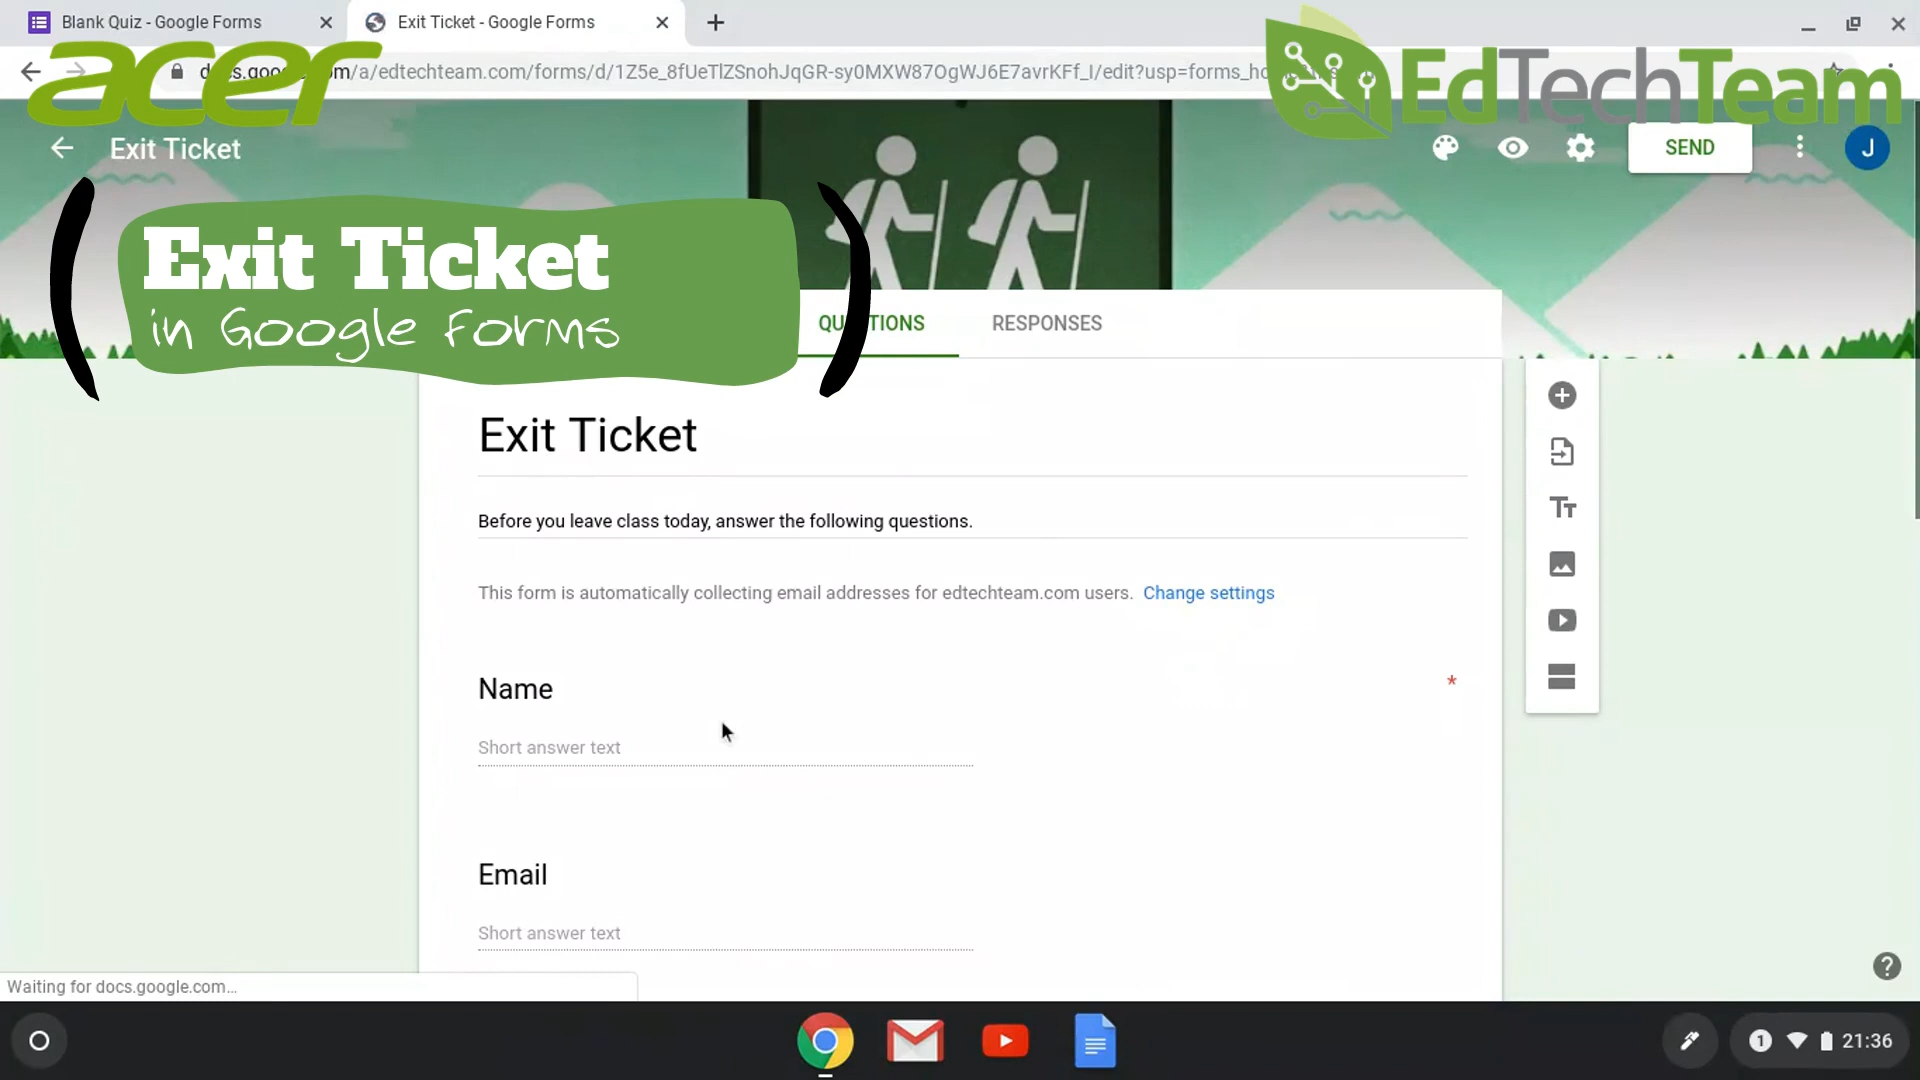 Blank Quiz - Google Forms
Exit Ticket - Google Forms
acer
EdTechTeam
m/a/edtechteam.com/forms/d/1Z5e_8fUeTlZSnohJqGR-sy0MXW87OgWJ6E7avrKFf_I/edit?usp=forms_ho
Exit Ticket
SEND
J
Exit Ticket
in Google Forms
RESPONSES
Exit Ticket
Before you leave class today, answer the following questions.
This form is automatically collecting email addresses for edtechteam.com users. Change settings
Name *
Short answer text
Email
Short answer text
Waiting for docs.google.com...
1 21:36